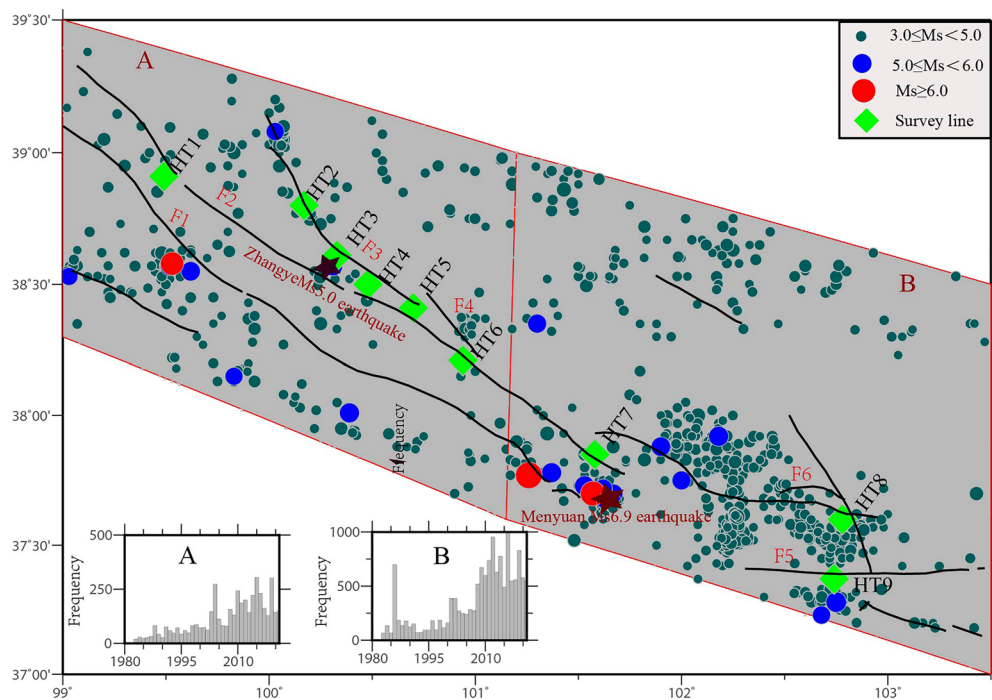 39°30'
39°00'
38°30'
38°00'
37°30'
37°00'
99°
100°
101°
102°
103°
3.0≤Ms<5.0
5.0≤Ms<6.0
Ms≥6.0
Survey line
A
B
HT1
HT2
HT3
HT4
HT5
HT6
HT7
HT8
HT9
F1
F2
F3
F4
F5
F6
ZhangyeMs5.0 earthquake
Menyuan Ms6.9 earthquake
Frequency
A
Frequency
500
250
0
1980
1995
2010
B
Frequency
1000
500
0
1980
1995
2010